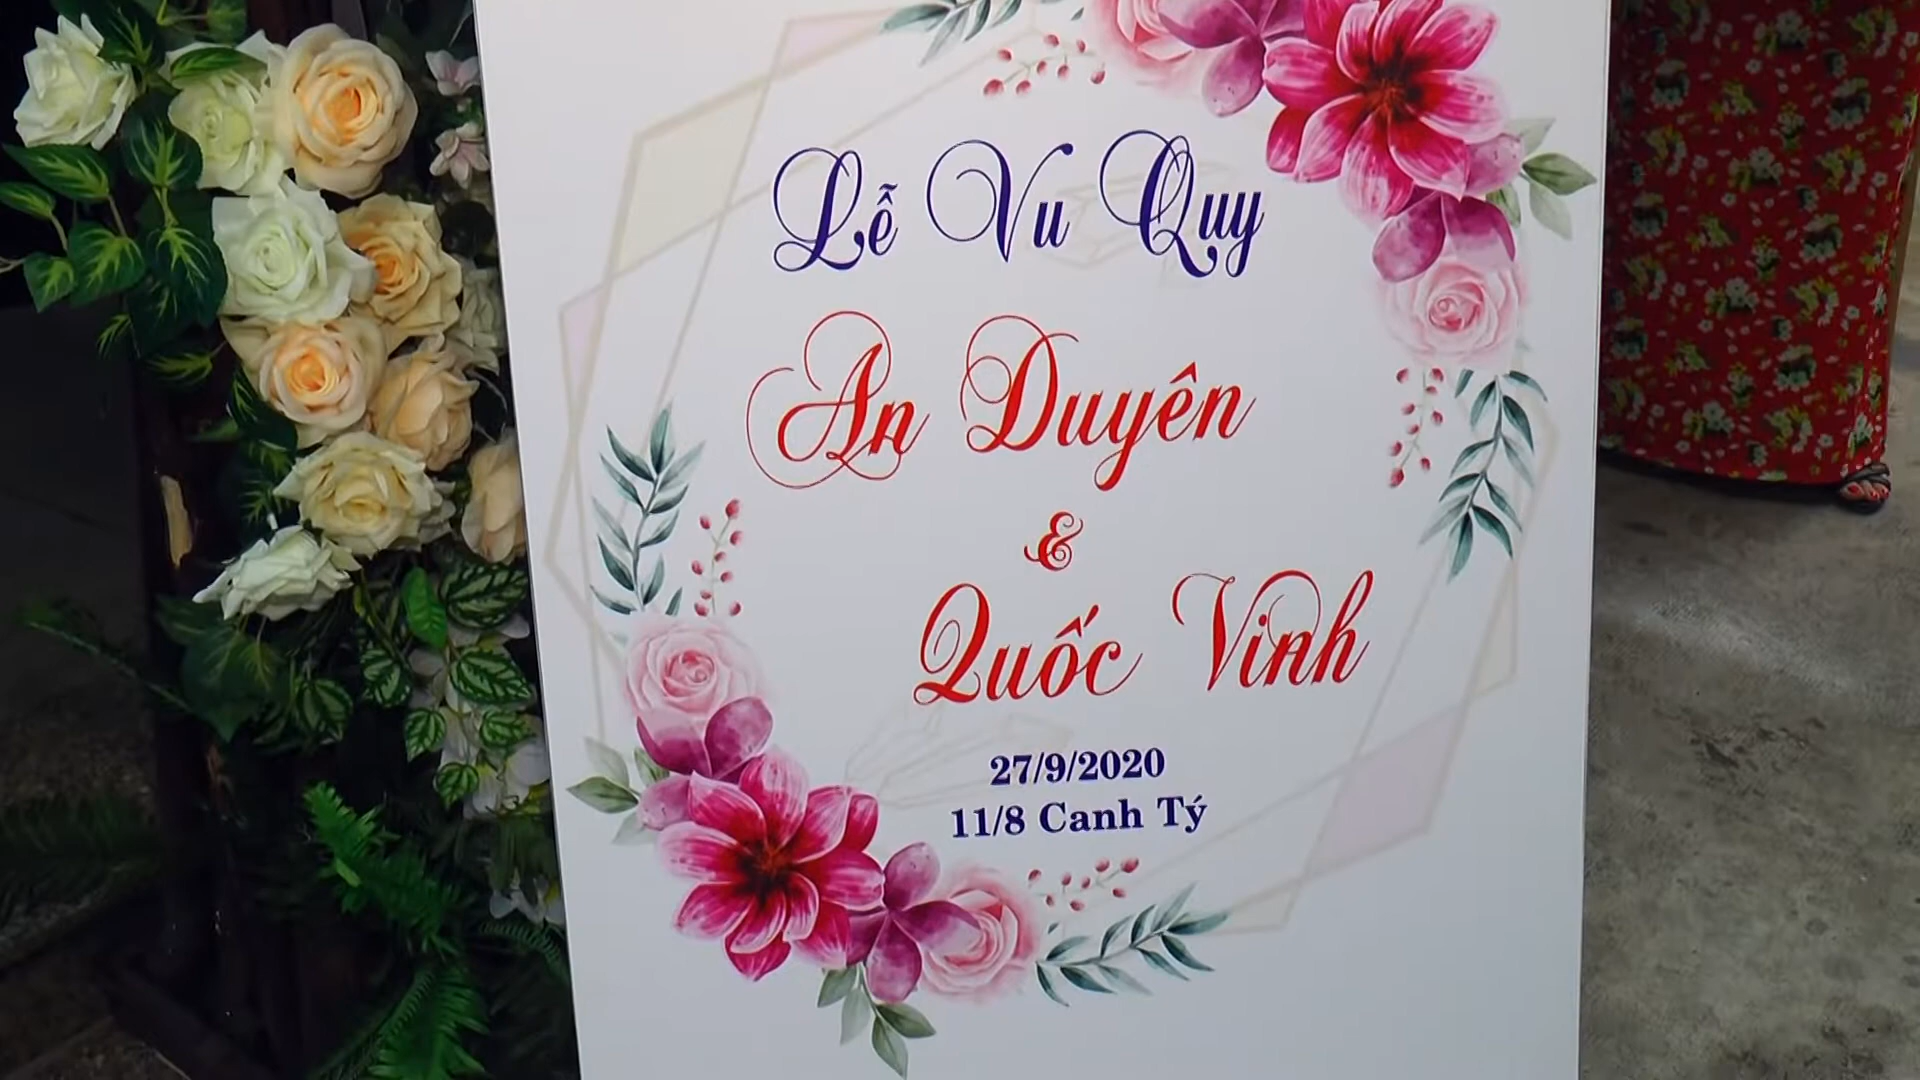 Lễ Vu Quy
An Duyên
&
Quốc Vinh
27/9/2020
11/8 Canh Tý